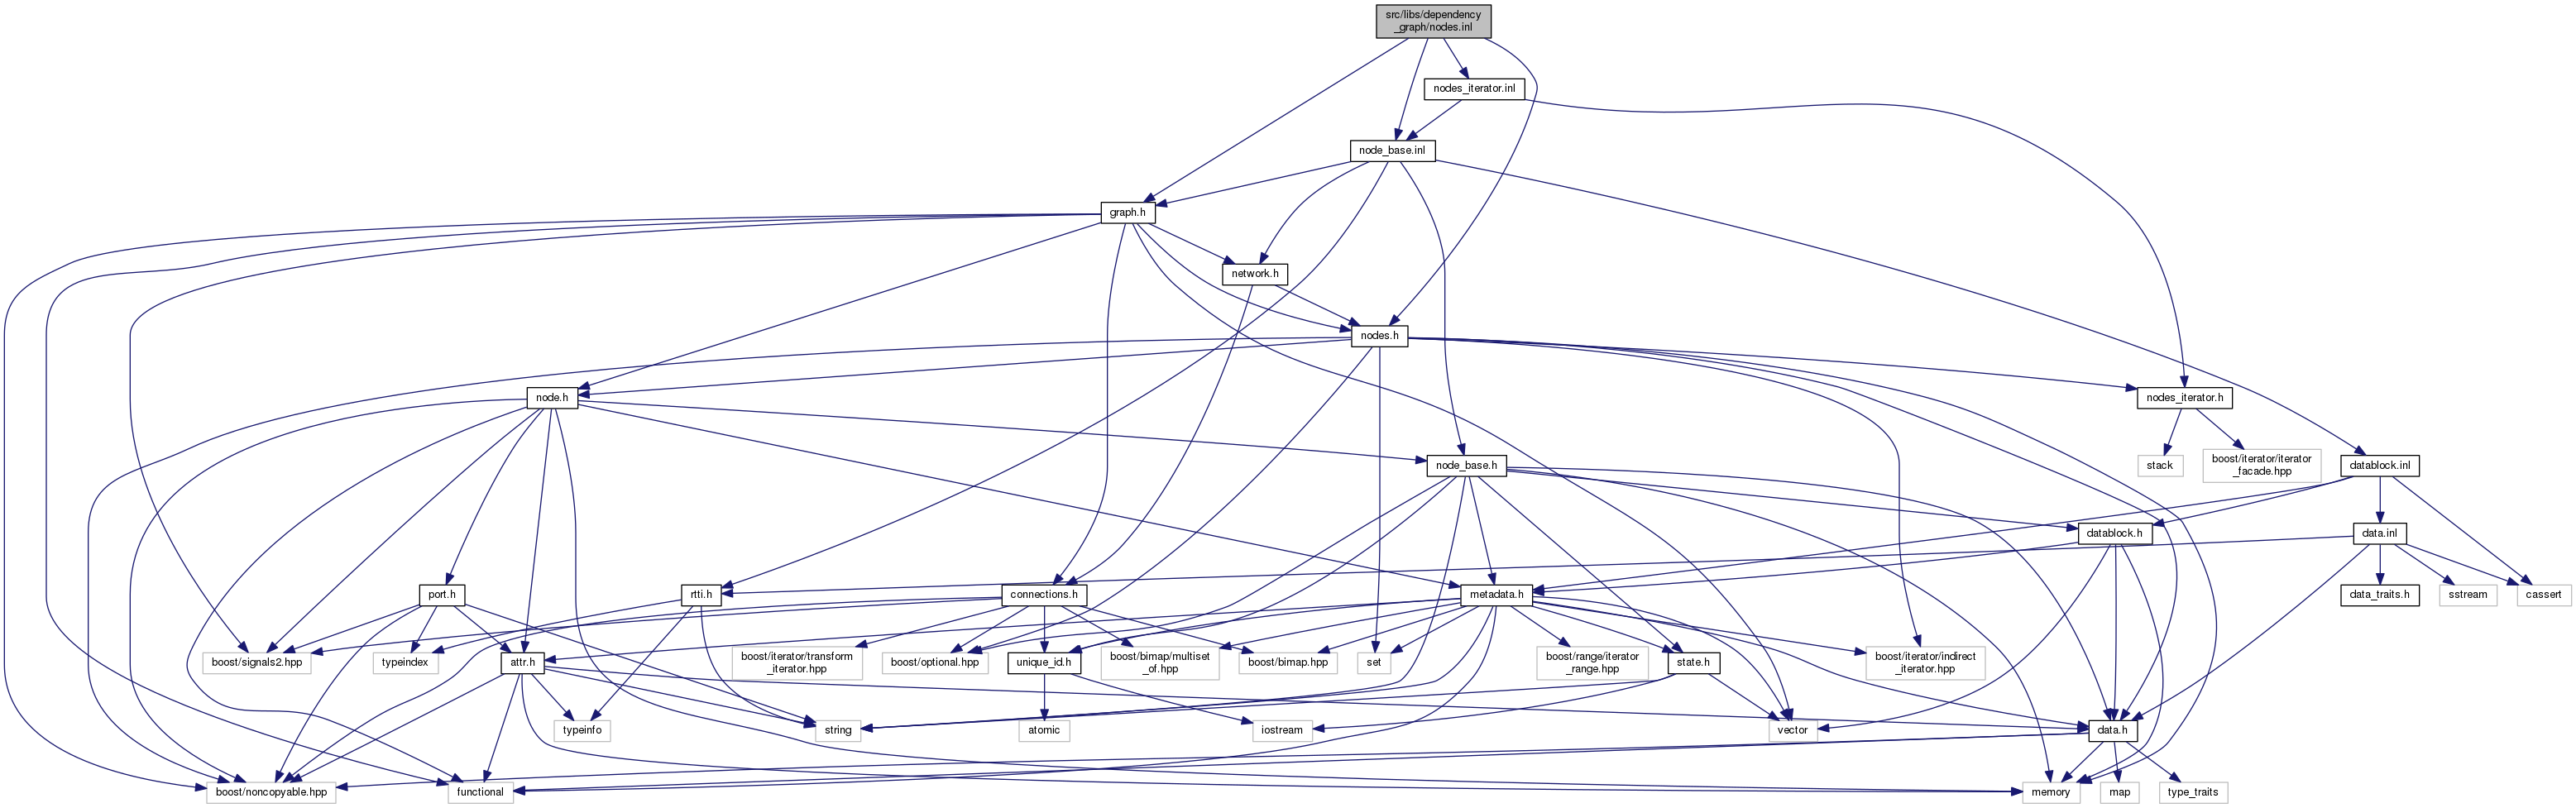 src/libs/dependency
_graph/nodes.inl
nodes_iterator.inl
node_base.inl
graph.h
network.h
nodes.h
node.h
nodes_iterator.h
node_base.h
stack
boost/iterator/iterator
_facade.hpp
datablock.inl
datablock.h
data.inl
port.h
rtti.h
connections.h
metadata.h
data_traits.h
sstream
cassert
boost/signals2.hpp
typeindex
attr.h
boost/iterator/transform
_iterator.hpp
boost/optional.hpp
unique_id.h
boost/bimap/multiset
_of.hpp
boost/bimap.hpp
set
boost/range/iterator
_range.hpp
state.h
boost/iterator/indirect
_iterator.hpp
typeinfo
string
atomic
iostream
vector
data.h
boost/noncopyable.hpp
functional
memory
map
type_traits